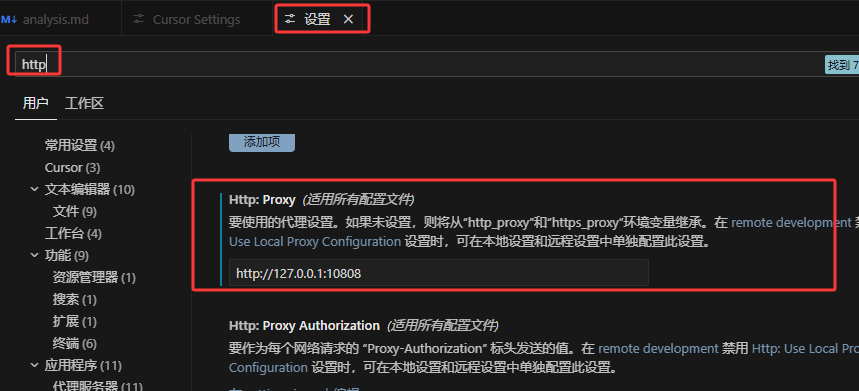 M↓ analysis.md
Cursor Settings
设置
http
找到 7
用户 工作区
常用设置 (4)
Cursor (3)
文本编辑器 (10)
文件 (9)
工作台 (4)
功能 (9)
资源管理器 (1)
搜索 (1)
扩展 (1)
终端 (6)
应用程序 (11)
代理服务器 (11)
添加项
Http: Proxy (适用所有配置文件)
要使用的代理设置。如果未设置，则将从“http_proxy”和“https_proxy”环境变量继承。在 remote development 禁
Use Local Proxy Configuration 设置时，可在本地设置和远程设置中单独配置此设置。
http://127.0.0.1:10808
Http: Proxy Authorization (适用所有配置文件)
要作为每个网络请求的 “Proxy-Authorization” 标头发送的值。在 remote development 禁用 Http: Use Local Pro
Configuration 设置时，可在本地设置和远程设置中单独配置此设置。